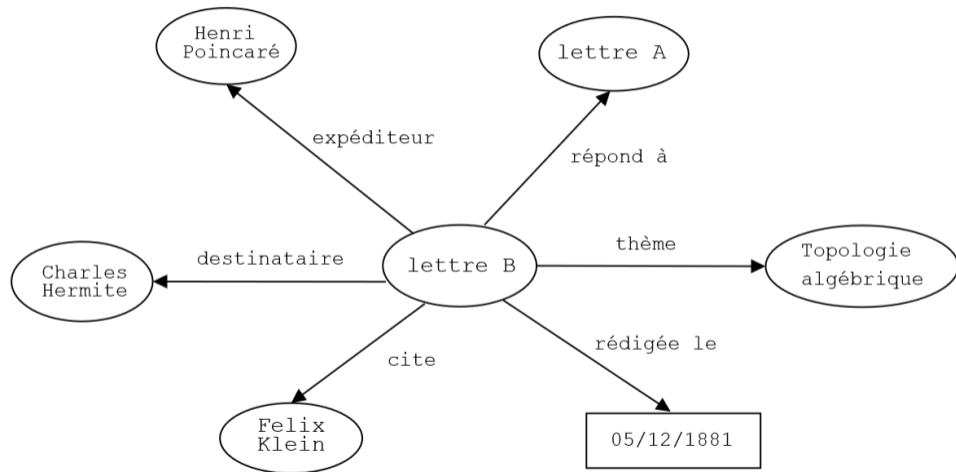 Henri
Poincaré
lettre A
expéditeur
répond à
destinataire
thème
Charles
Hermite
lettre B
Topologie
algébrique
cite
rédigée le
Felix
Klein
05/12/1881